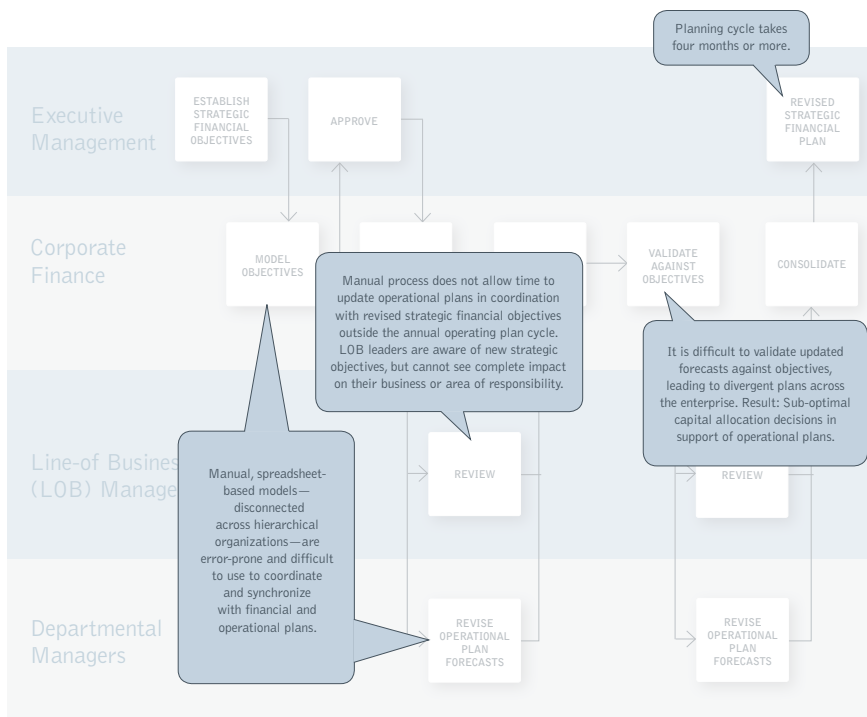 Planning cycle takes
four months or more.
Executive
Management
ESTABLISH
STRATEGIC
FINANCIAL
OBJECTIVES
APPROVE
REVISED
STRATEGIC
FINANCIAL
PLAN
Corporate
Finance
MODEL
OBJECTIVES
VALIDATE
AGAINST
OBJECTIVES
CONSOLIDATE
Manual process does not allow time to
update operational plans in coordination
with revised strategic financial objectives
outside the annual operating plan cycle.
LOB leaders are aware of new strategic
objectives, but cannot see complete impact
on their business or area of responsibility.
It is difficult to validate updated
forecasts against objectives,
leading to divergent plans across
the enterprise. Result: Sub-optimal
capital allocation decisions in
support of operational plans.
Line-of Busines
(LOB) Manage
REVIEW
REVIEW
Manual, spreadsheet-
based models—
disconnected
across hierarchical
organizations—are
error-prone and difficult
to use to coordinate
and synchronize
with financial and
operational plans.
Departmental
Managers
REVISE
OPERATIONAL
PLAN
FORECASTS
REVISE
OPERATIONAL
PLAN
FORECASTS